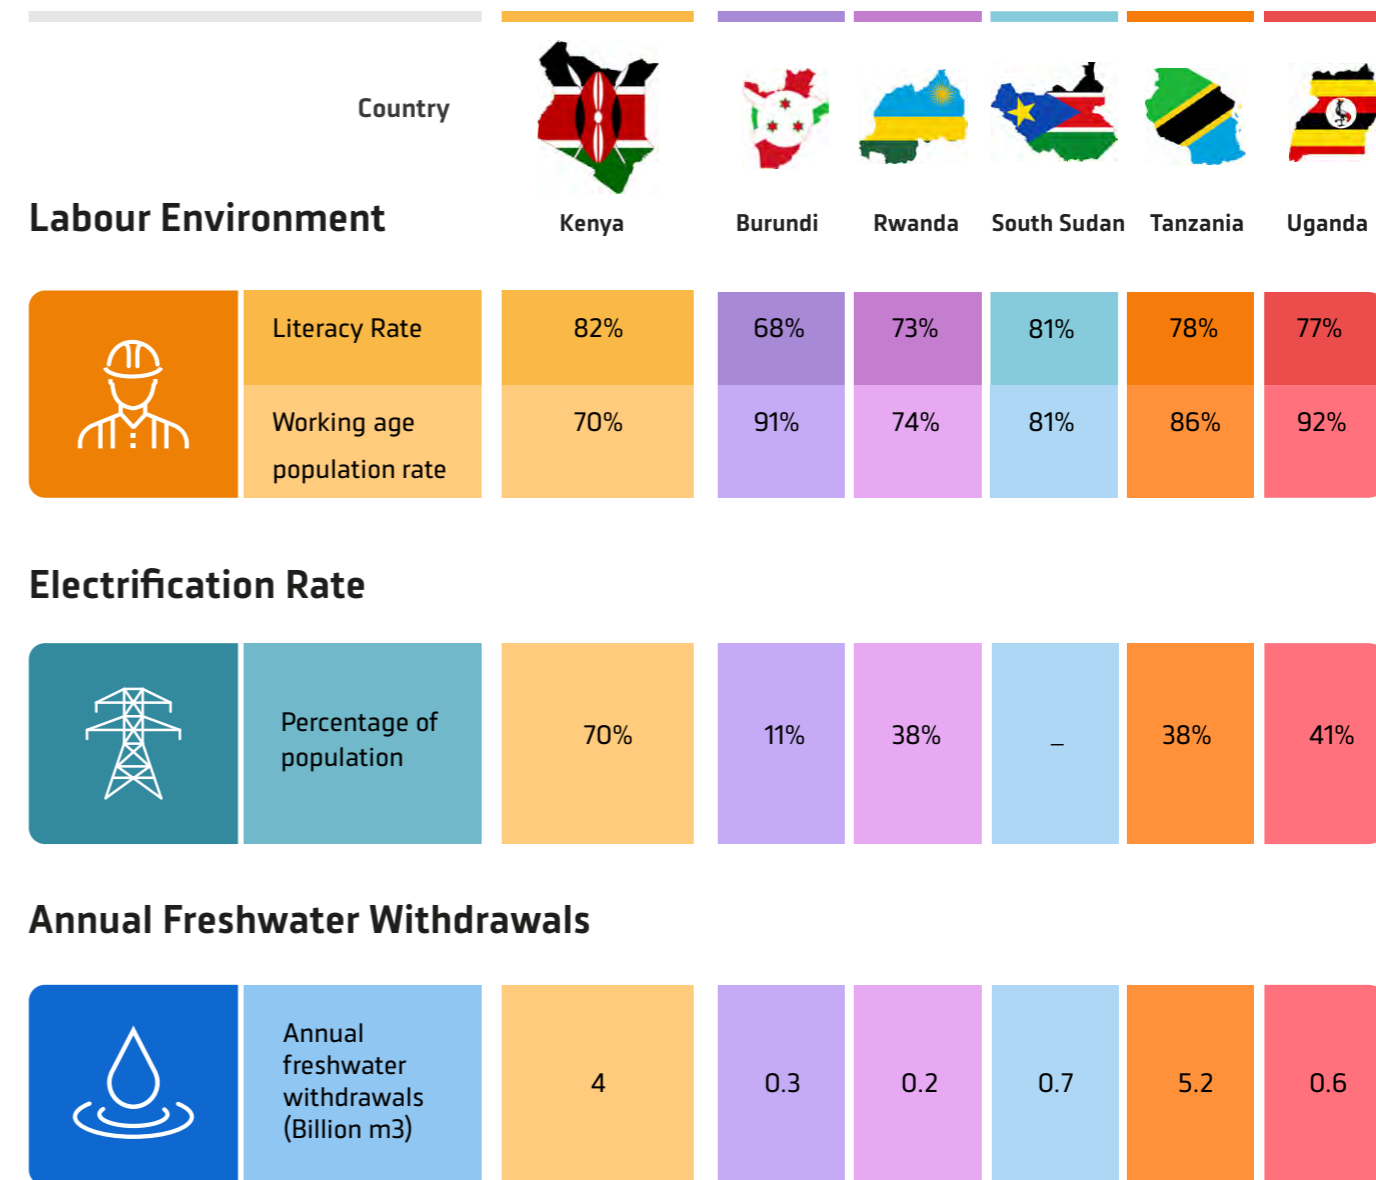 Country
Labour Environment
Kenya Burundi Rwanda South Sudan Tanzania Uganda
Literacy Rate 82% 68% 73% 81% 78% 77%
Working age 70% 91% 74% 81% 86% 92%
population rate
Electrification Rate
Percentage of
population
70% 11% 38% _ 38% 41%
Annual Freshwater Withdrawals
Annual
freshwater
withdrawals
(Billion m3)
4 0.3 0.2 0.7 5.2 0.6